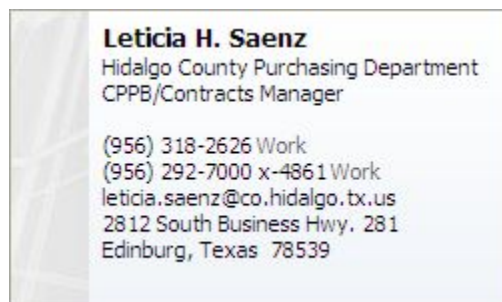 Leticia H. Saenz
Hidalgo County Purchasing Department
CPPB/Contracts Manager
(956) 318-2626 Work
(956) 292-7000 x-4861 Work
leticia.saenz@co.hidalgo.tx.us
2812 South Business Hwy. 281
Edinburg, Texas  78539